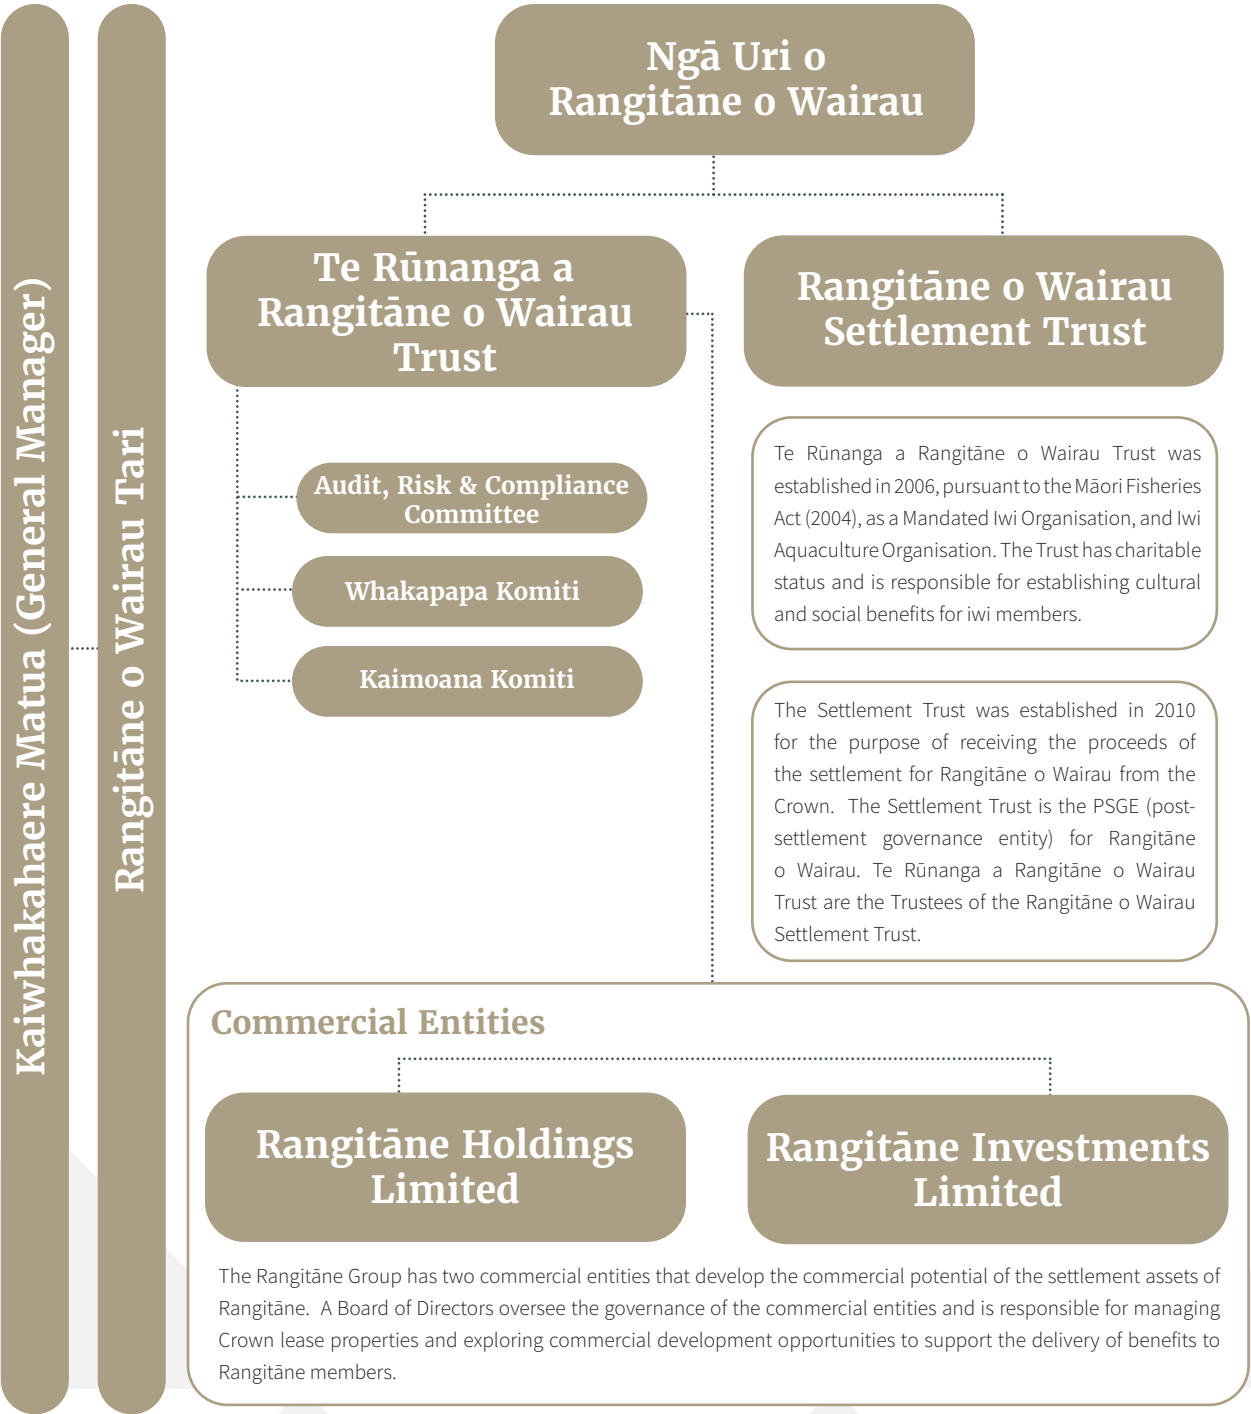 Kaiwhakahaere Matua (General Manager)
Rangitāne o Wairau Tari
Ngā Uri o
Rangitāne o Wairau
Te Rūnanga a
Rangitāne o Wairau
Trust
Rangitāne o Wairau
Settlement Trust
Audit, Risk & Compliance
Committee
Whakapapa Komiti
Kaimoana Komiti
Te Rūnanga a Rangitāne o Wairau Trust was
established in 2006, pursuant to the Māori Fisheries
Act (2004), as a Mandated Iwi Organisation, and Iwi
Aquaculture Organisation. The Trust has charitable
status and is responsible for establishing cultural
and social benefits for iwi members.
The Settlement Trust was established in 2010
for the purpose of receiving the proceeds of
the settlement for Rangitāne o Wairau from the
Crown. The Settlement Trust is the PSGE (post-
settlement governance entity) for Rangitāne
o Wairau. Te Rūnanga a Rangitāne o Wairau
Trust are the Trustees of the Rangitāne o Wairau
Settlement Trust.
Commercial Entities
Rangitāne Holdings
Limited
Rangitāne Investments
Limited
The Rangitāne Group has two commercial entities that develop the commercial potential of the settlement assets of
Rangitāne. A Board of Directors oversee the governance of the commercial entities and is responsible for managing
Crown lease properties and exploring commercial development opportunities to support the delivery of benefits to
Rangitāne members.